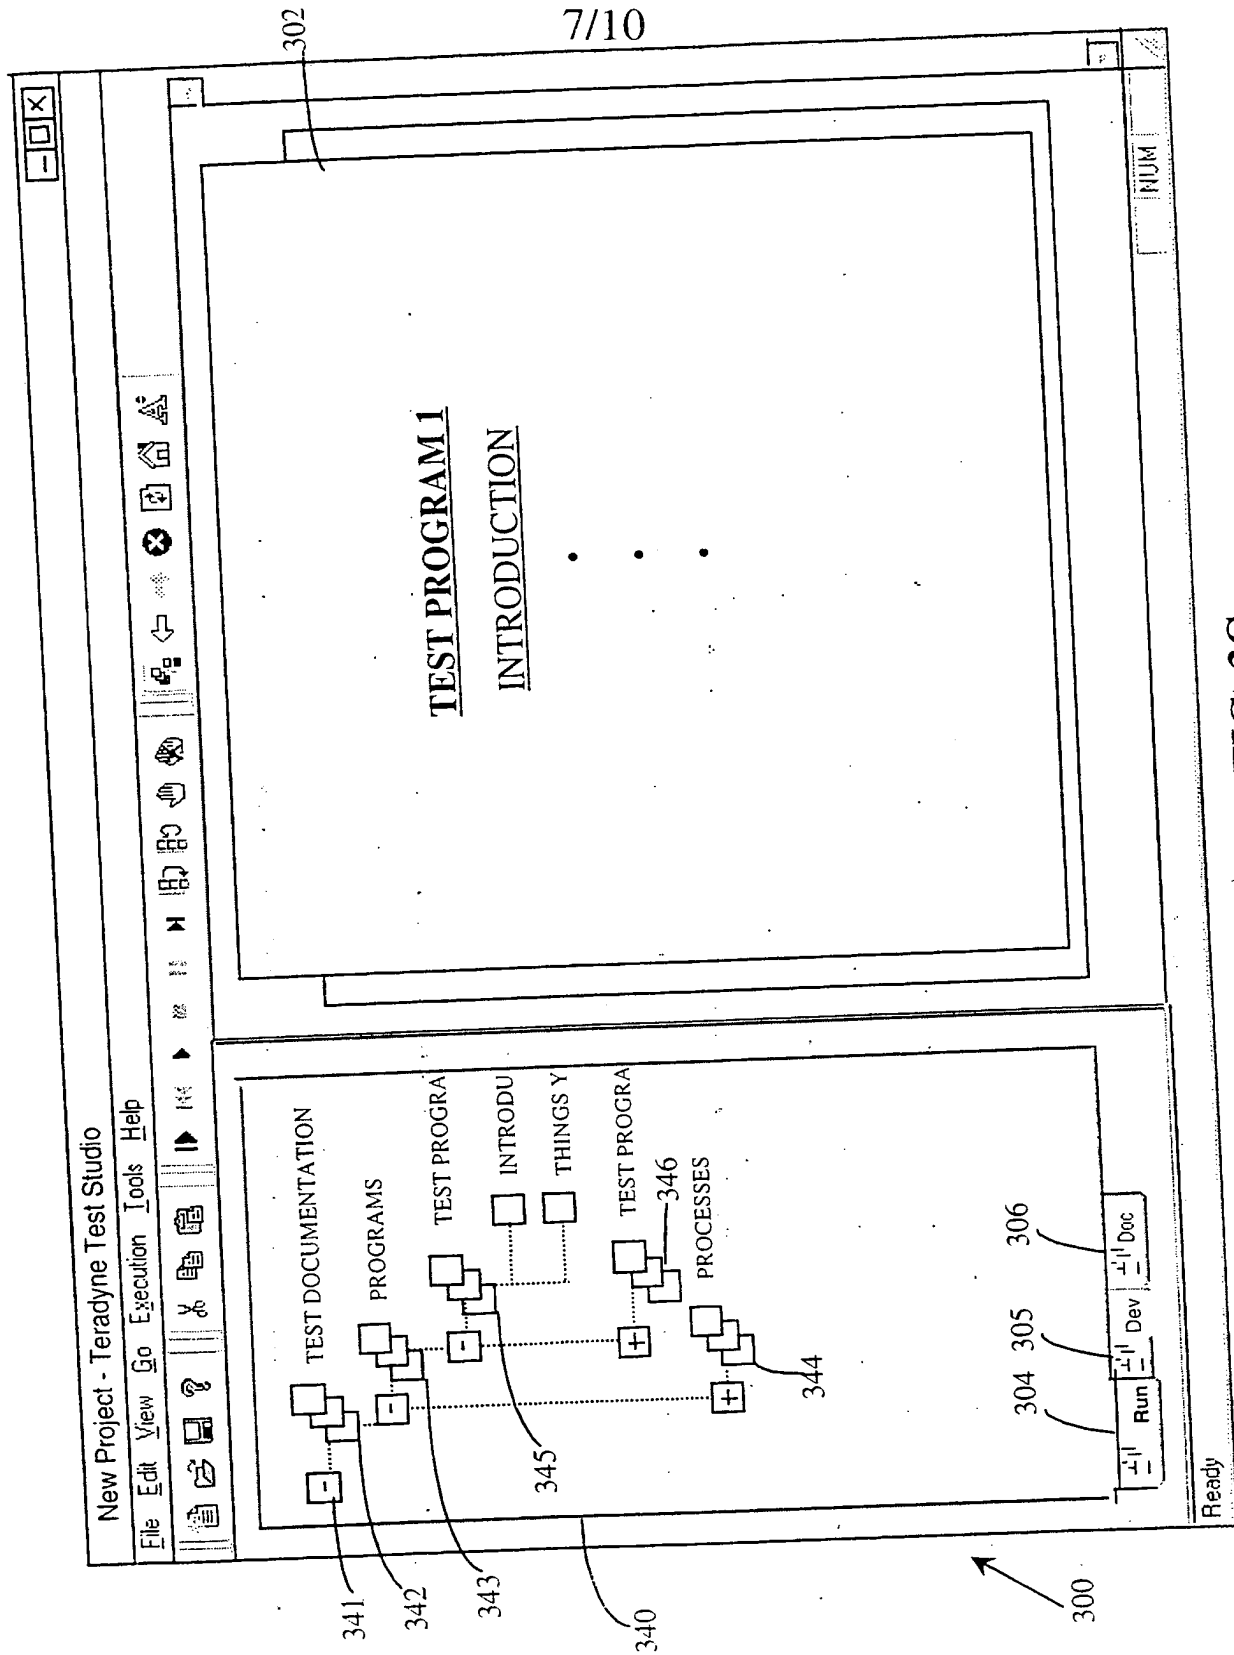 7/10
302
New Project - Teradyne Test Studio
File Edit View Go Execution Tools Help
TEST DOCUMENTATION
PROGRAMS
TEST PROGRA
INTRODU
THINGS Y
TEST PROGRA
PROCESSES
TEST PROGRAM 1
INTRODUCTION
341
342
343
345
346
344
340
304
305
306
Run
Dev
Doc
Ready
NUM
300